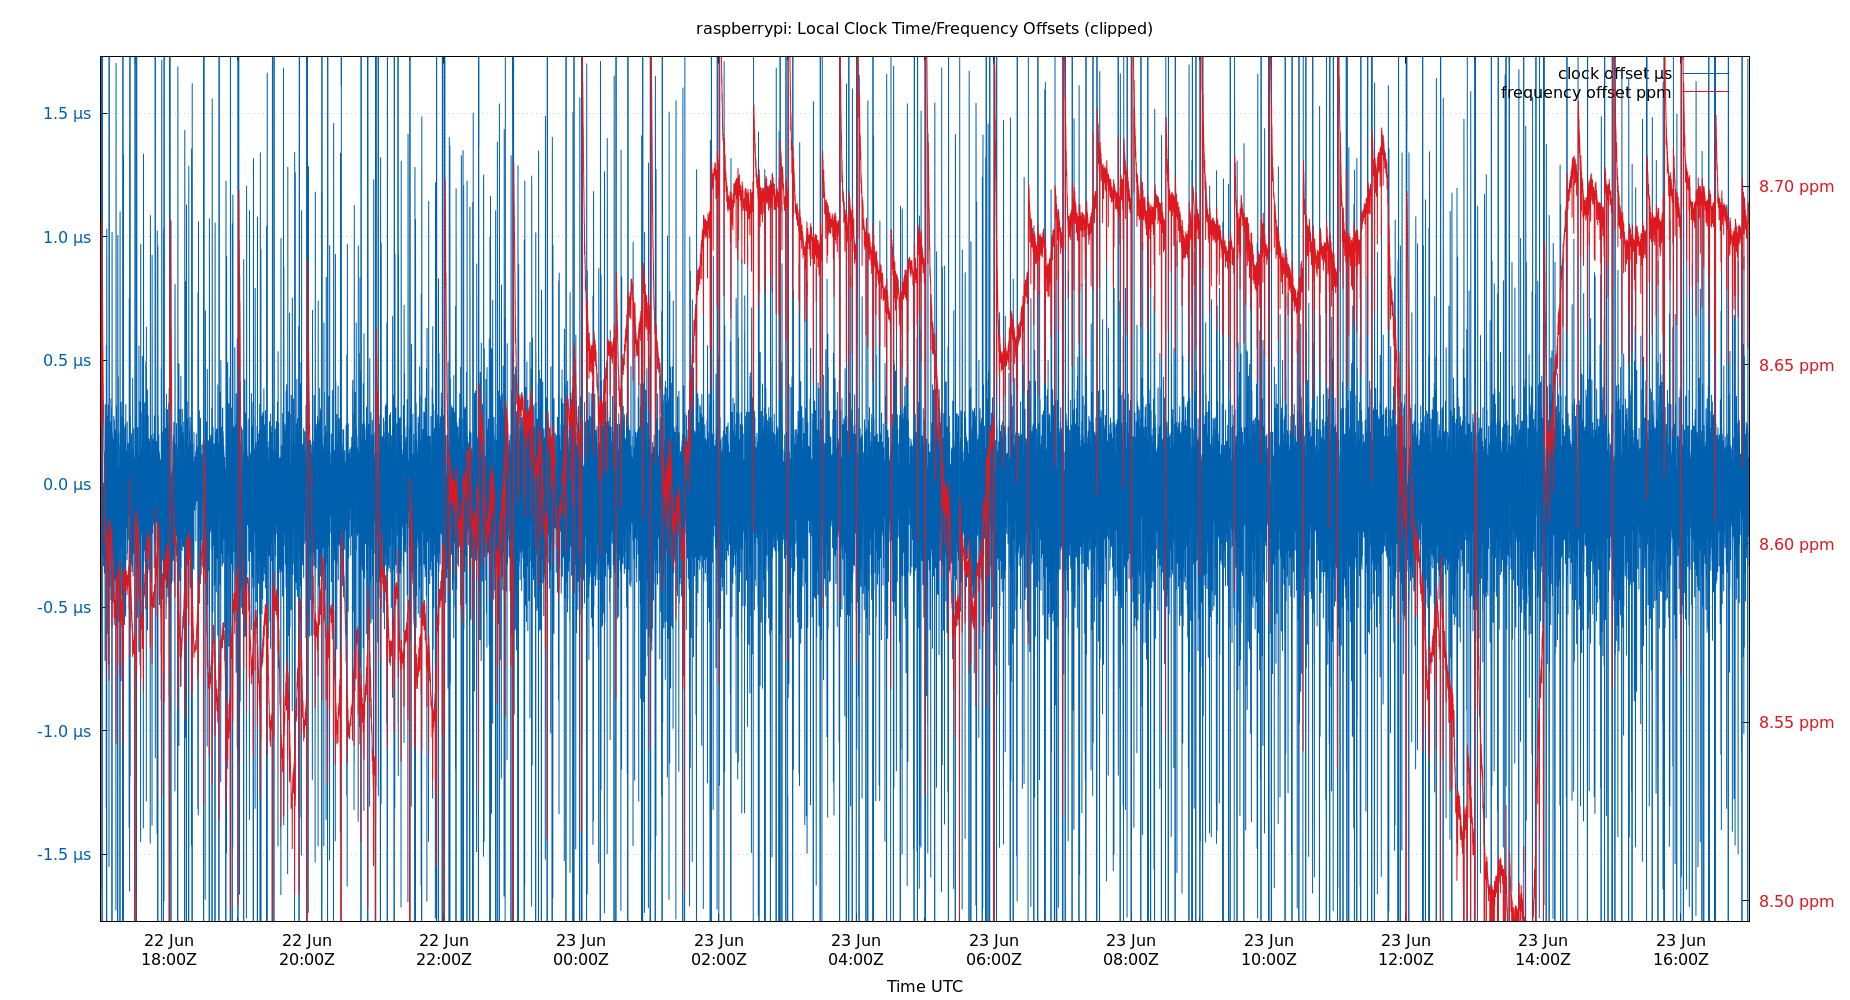 raspberrypi: Local Clock Time/Frequency Offsets (clipped)
clock offset µs
frequency offset ppm
1.5 µs
1.0 µs
0.5 µs
0.0 µs
-0.5 µs
-1.0 µs
-1.5 µs
8.70 ppm
8.65 ppm
8.60 ppm
8.55 ppm
8.50 ppm
22 Jun 22 Jun 22 Jun 23 Jun 23 Jun 23 Jun 23 Jun 23 Jun 23 Jun 23 Jun 23 Jun 23 Jun
18:00Z 20:00Z 22:00Z 00:00Z 02:00Z 04:00Z 06:00Z 08:00Z 10:00Z 12:00Z 14:00Z 16:00Z
Time UTC